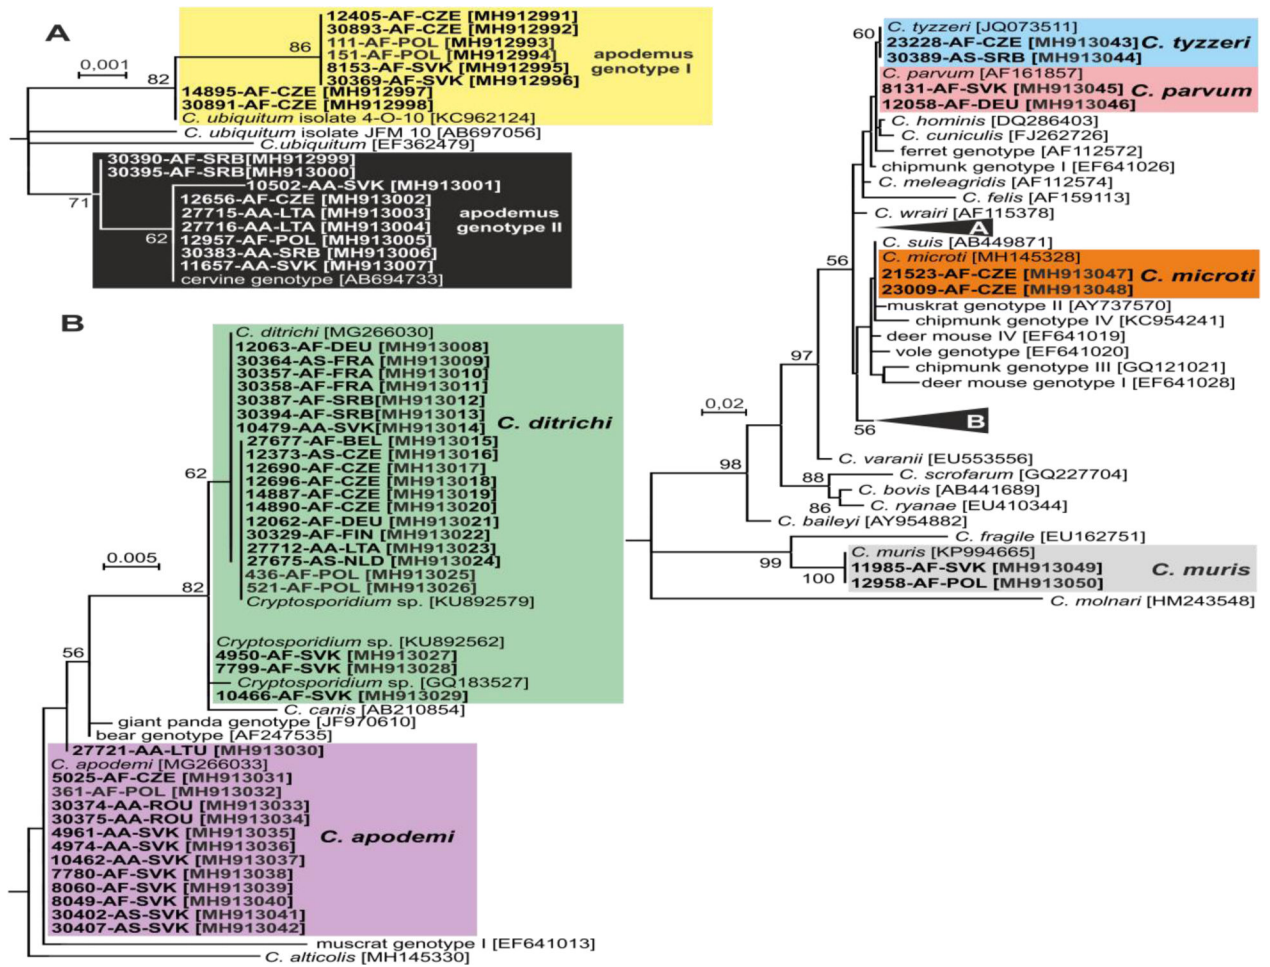 A
12405-AF-CZE [MH912991]
30893-AF-CZE [MH912992]
111-AF-POL [MH912993]
151-AF-POL [MH912994]
8153-AF-SVK [MH912995]
30369-AF-SVK [MH912996]
86
apodemus
genotype I
0,001
82
14895-AF-CZE [MH912997]
30891-AF-CZE [MH912998]
C. ubiquitum isolate 4-O-10 [KC962124]
C. ubiquitum isolate JFM 10 [AB697056]
C.ubiquitum [EF362479]
30390-AF-SRB[MH912999]
30395-AF-SRB[MH913000]
10502-AA-SVK [MH913001]
71
12656-AF-CZE [MH913002]
27715-AA-LTA [MH913003]
27716-AA-LTA [MH913004]
12957-AF-POL [MH913005]
30383-AA-SRB [MH913006]
11657-AA-SVK [MH913007]
cervine genotype [AB694733]
62
apodemus
genotype II
B
C. ditrichi [MG266030]
12063-AF-DEU [MH913008]
30364-AS-FRA [MH913009]
30357-AF-FRA [MH913010]
30358-AF-FRA [MH913011]
30387-AF-SRB[MH913012]
30394-AF-SRB[MH913013]
10479-AA-SVK[MH913014]
27677-AF-BEL [MH913015]
12373-AS-CZE [MH913016]
12690-AF-CZE [MH13017]
12696-AF-CZE [MH913018]
14887-AF-CZE [MH913019]
14890-AF-CZE [MH913020]
12062-AF-DEU [MH913021]
30329-AF-FIN [MH913022]
27712-AA-LTA [MH913023]
27675-AS-NLD [MH913024]
436-AF-POL [MH913025]
521-AF-POL [MH913026]
Cryptosporidium sp. [KU892579]
C. ditrichi
62
0.005
82
Cryptosporidium sp. [KU892562]
4950-AF-SVK [MH913027]
7799-AF-SVK [MH913028]
Cryptosporidium sp. [GQ183527]
10466-AF-SVK [MH913029]
C. canis [AB210854]
56
giant panda genotype [JF970610]
bear genotype [AF247535]
27721-AA-LTU [MH913030]
C. apodemi [MG266033]
5025-AF-CZE [MH913031]
361-AF-POL [MH913032]
30374-AA-ROU [MH913033]
30375-AA-ROU [MH913034]
4961-AA-SVK [MH913035]
4974-AA-SVK [MH913036]
10462-AA-SVK [MH913037]
7780-AF-SVK [MH913038]
8060-AF-SVK [MH913039]
8049-AF-SVK [MH913040]
30402-AS-SVK [MH913041]
30407-AS-SVK [MH913042]
C. apodemi
muscrat genotype I [EF641013]
C. alticolis [MH145330]
60
C. tyzzeri [JQ073511]
23228-AF-CZE [MH913043]
30389-AS-SRB [MH913044]
C. tyzzeri
C. parvum [AF161857]
8131-AF-SVK [MH913045]
12058-AF-DEU [MH913046]
C. parvum
C. hominis [DQ286403]
C. cuniculis [FJ262726]
ferret genotype [AF112572]
chipmunk genotype I [EF641026]
C. meleagridis [AF112574]
C. felis [AF159113]
C. wrairi [AF115378]
A
C. suis [AB449871]
C. microti [MH145328]
21523-AF-CZE [MH913047]
23009-AF-CZE [MH913048]
C. microti
56
muskrat genotype II [AY737570]
chipmunk genotype IV [KC954241]
deer mouse IV [EF641019]
vole genotype [EF641020]
chipmunk genotype III [GQ121021]
deer mouse genotype I [EF641028]
97
0,02
B
56
C. varanii [EU553556]
98
88
C. scrofarum [GQ227704]
C. bovis [AB441689]
C. ryanae [EU410344]
86
C. baileyi [AY954882]
C. fragile [EU162751]
99
C. muris [KP994665]
11985-AF-SVK [MH913049]
12958-AF-POL [MH913050]
100
C. muris
C. molnari [HM243548]